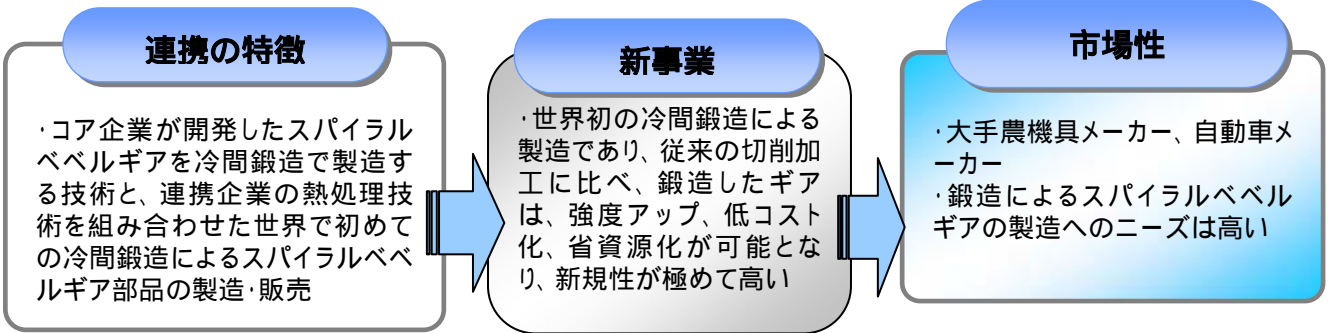 連携の特徴
・コア企業が開発したスパイラル
ベベルギアを冷間鍛造で製造す
る技術と、連携企業の熱処理技
術を組み合わせた世界で初めて
の冷間鍛造によるスパイラルベベ
ルギア部品の製造・販売
新事業
・世界初の冷間鍛造による
製造であり、従来の切削加
工に比べ、鍛造したギア
は、強度アップ、低コスト
化、省資源化が可能とな
り、新規性が極めて高い
市場性
・大手農機具メーカー、自動車メ
ーカー
・鍛造によるスパイラルベベル
ギアの製造へのニーズは高い